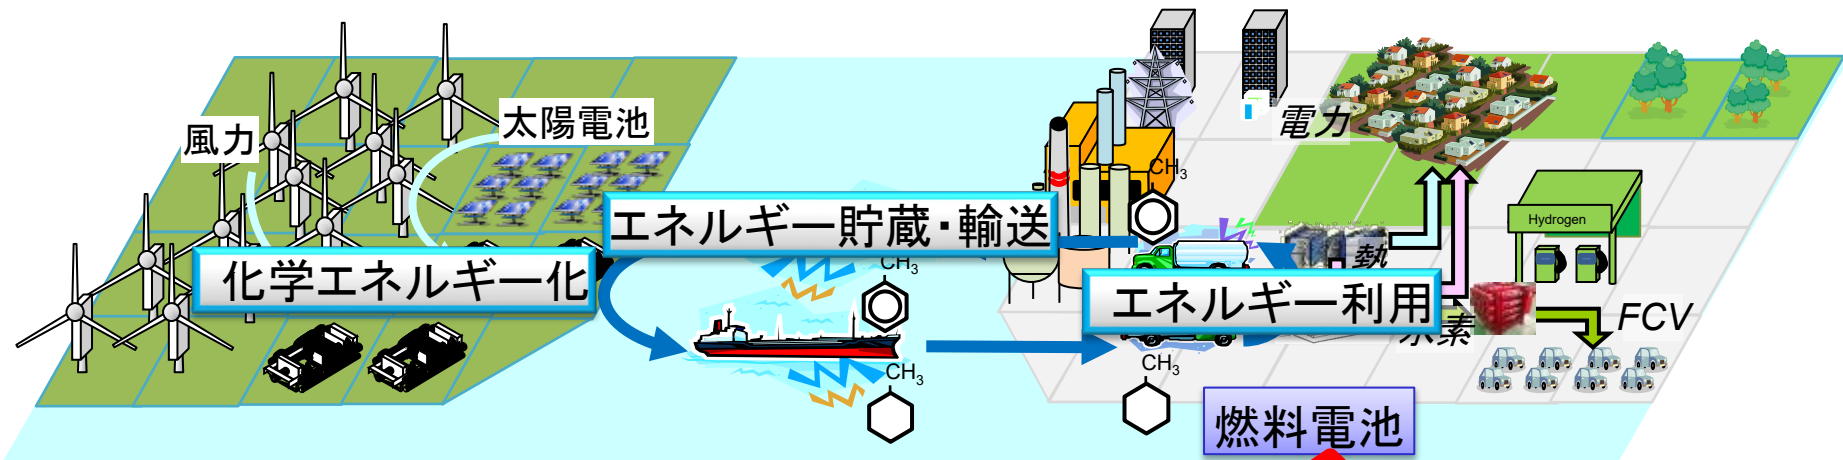 風力
太陽電池
化学エネルギー化
エネルギー貯蔵・輸送
CH3
CH3
CH3
CH3
電力
熱
エネルギー利用
水素
Hydrogen
FCV
燃料電池